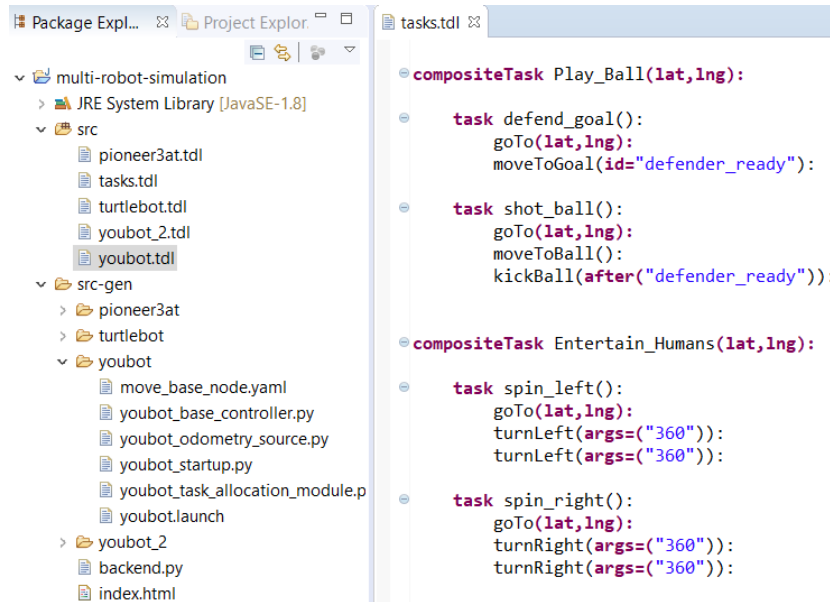 Package Expl...
Project Explor
multi-robot-simulation
JRE System Library [JavaSE-1.8]
src
pioneer3at.tdl
tasks.tdl
turtlebot.tdl
youbot_2.tdl
youbot.tdl
src-gen
pioneer3at
turtlebot
youbot
move_base_node.yaml
youbot_base_controller.py
youbot_odometry_source.py
youbot_startup.py
youbot_task_allocation_module.p
youbot.launch
youbot_2
backend.py
index.html
tasks.tdl
compositeTask Play_Ball(lat,lng):
task defend_goal():
goTo(lat,lng):
moveToGoal(id="defender_ready"):
task shot_ball():
goTo(lat,lng):
moveToBall():
kickBall(after("defender_ready")):
compositeTask Entertain_Humans(lat,lng):
task spin_left():
goTo(lat,lng):
turnLeft(args=("360")):
turnLeft(args=("360")):
task spin_right():
goTo(lat,lng):
turnRight(args=("360")):
turnRight(args=("360")):